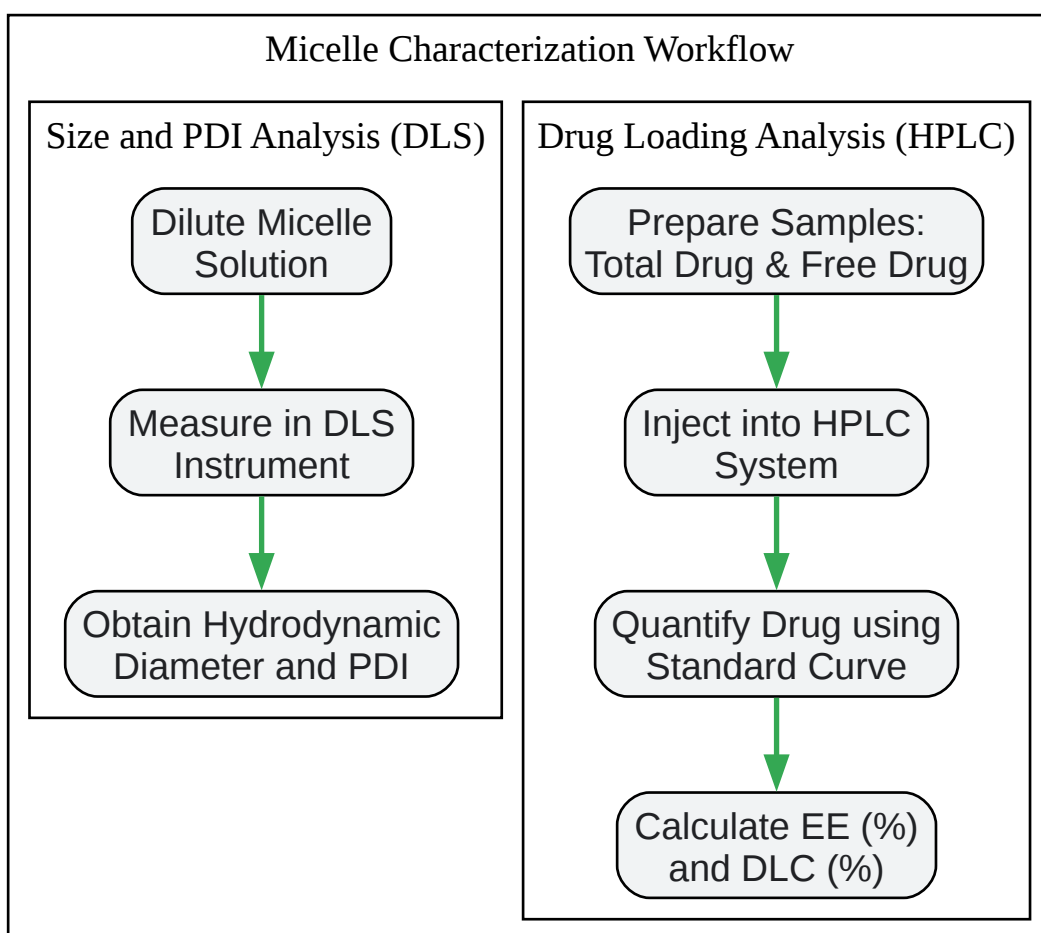 Micelle Characterization Workflow
Size and PDI Analysis (DLS)
Dilute Micelle
Solution
Measure in DLS
Instrument
Obtain Hydrodynamic
Diameter and PDI
Drug Loading Analysis (HPLC)
Prepare Samples:
Total Drug & Free Drug
Inject into HPLC
System
Quantify Drug using
Standard Curve
Calculate EE (%)
and DLC (%)